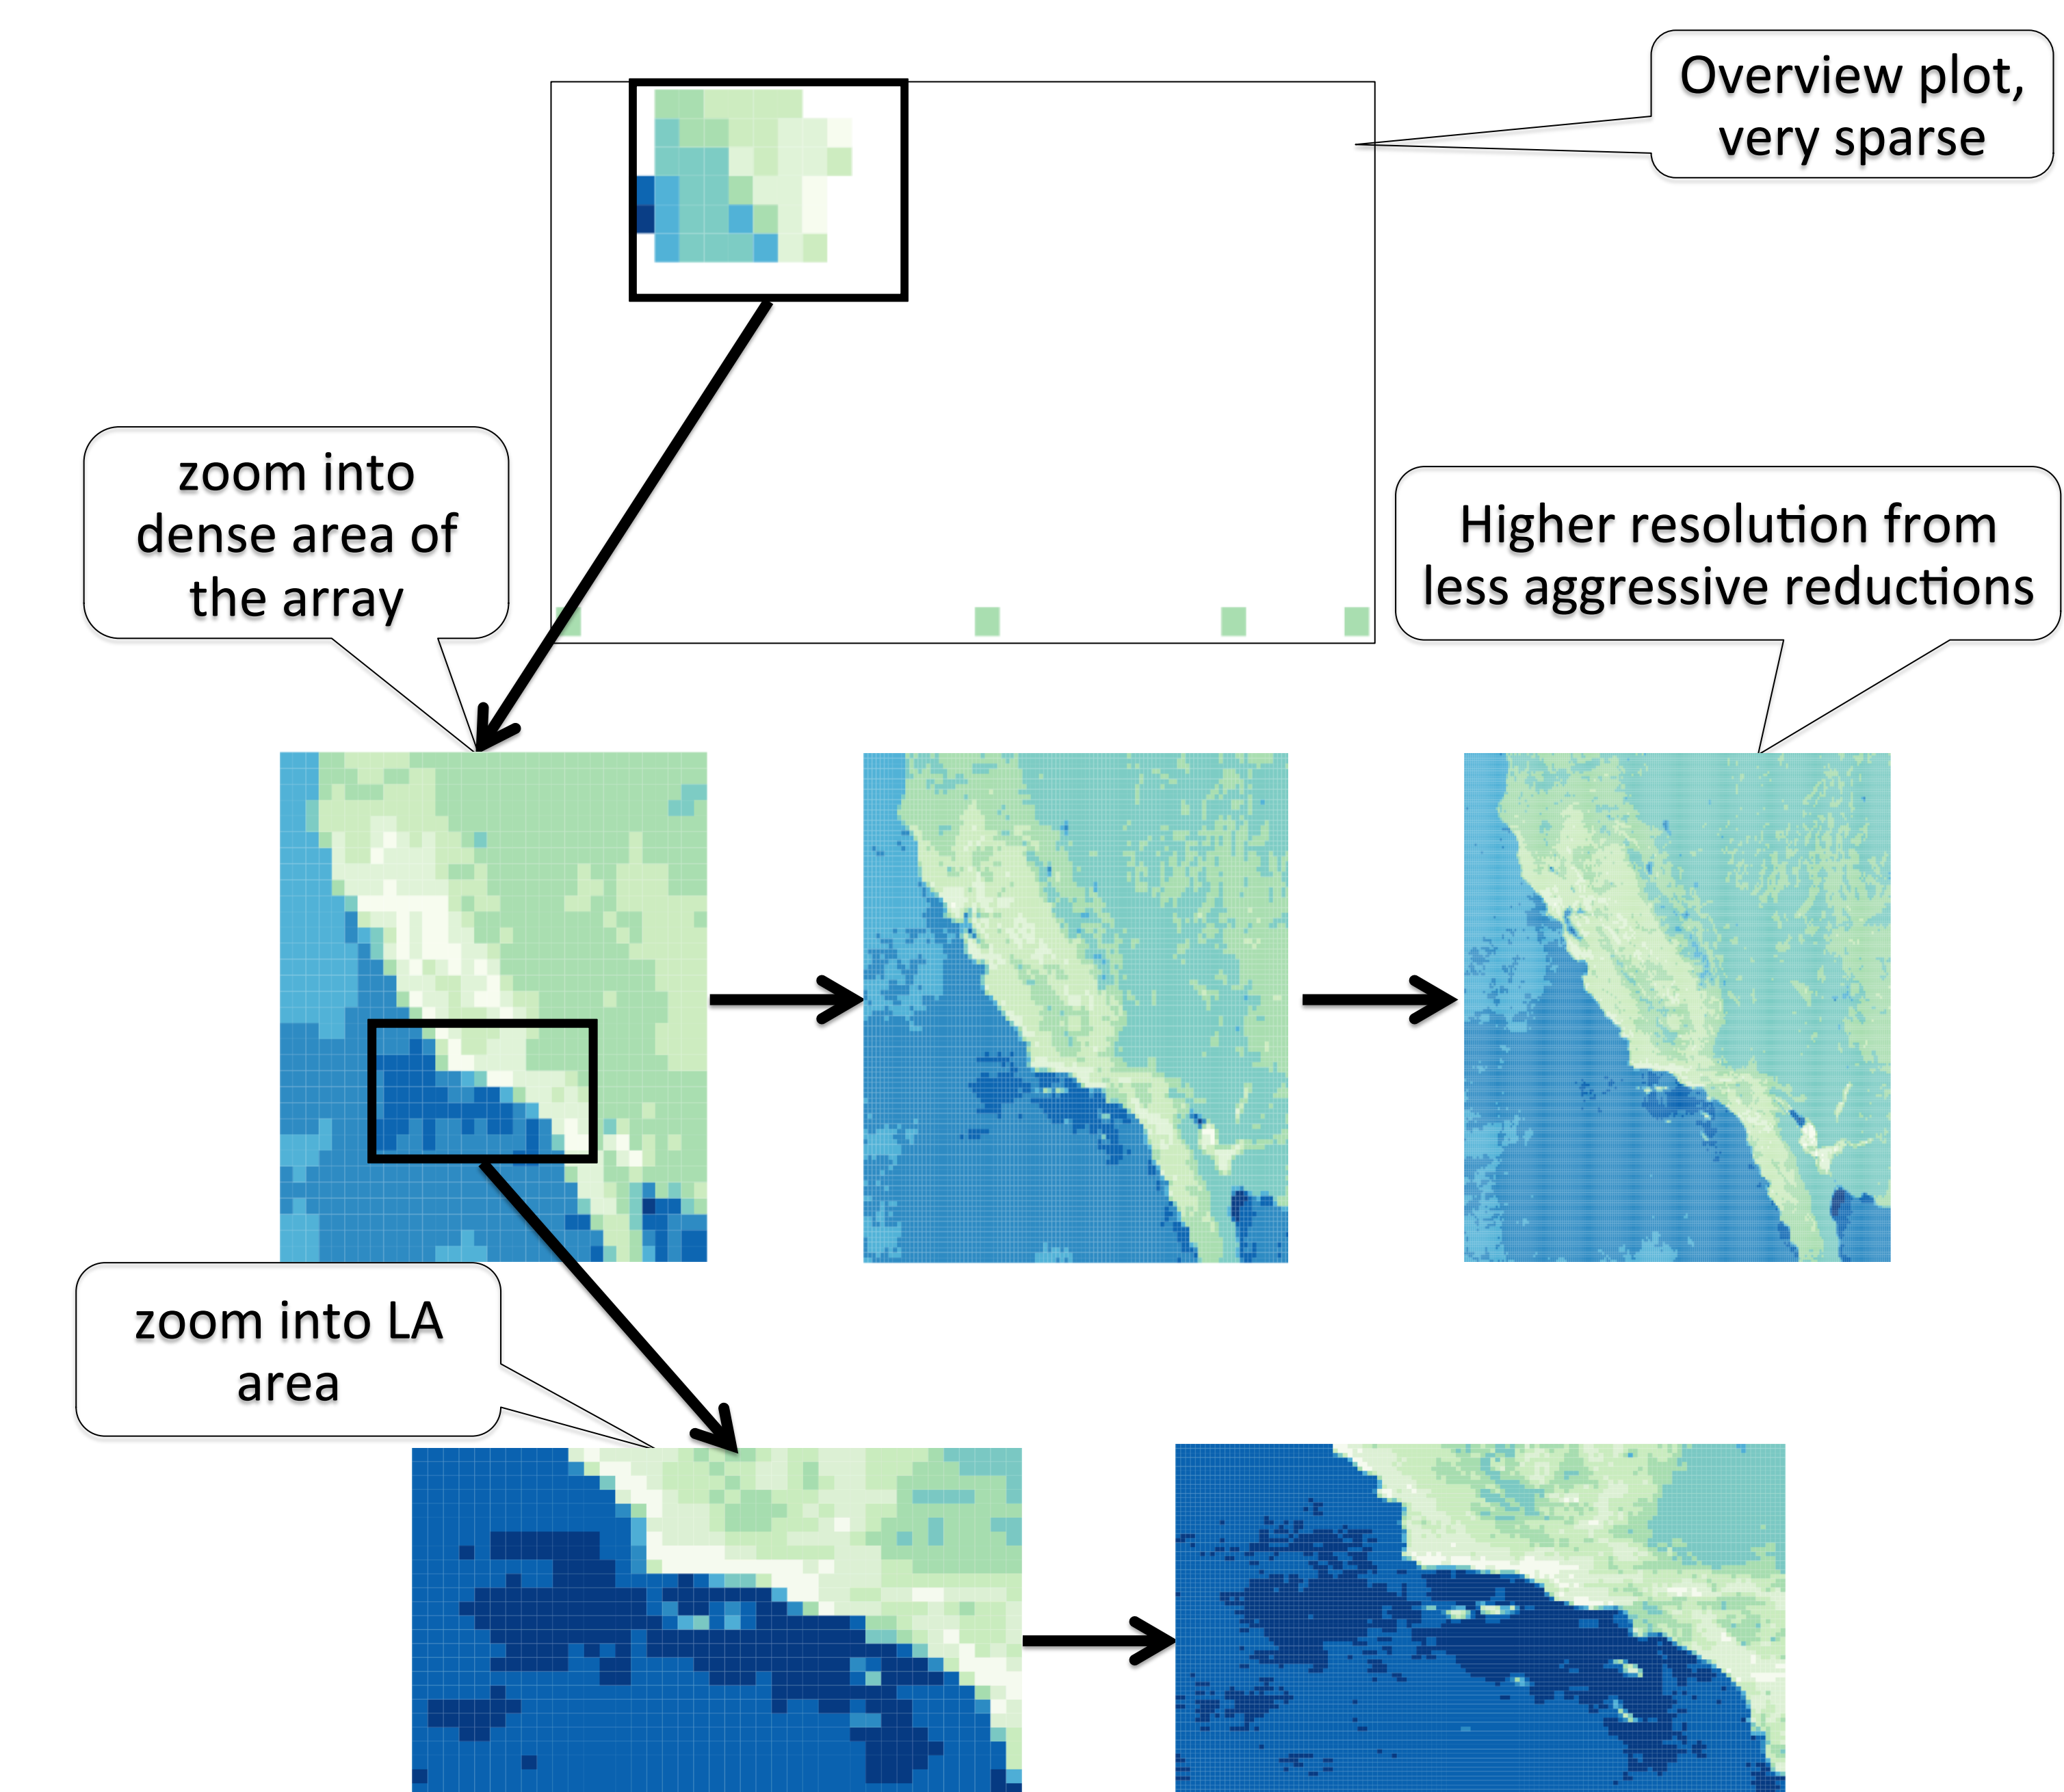 Overview plot,
very sparse
zoom into
dense area of
the array
Higher resolution from
less aggressive reductions
zoom into LA
area